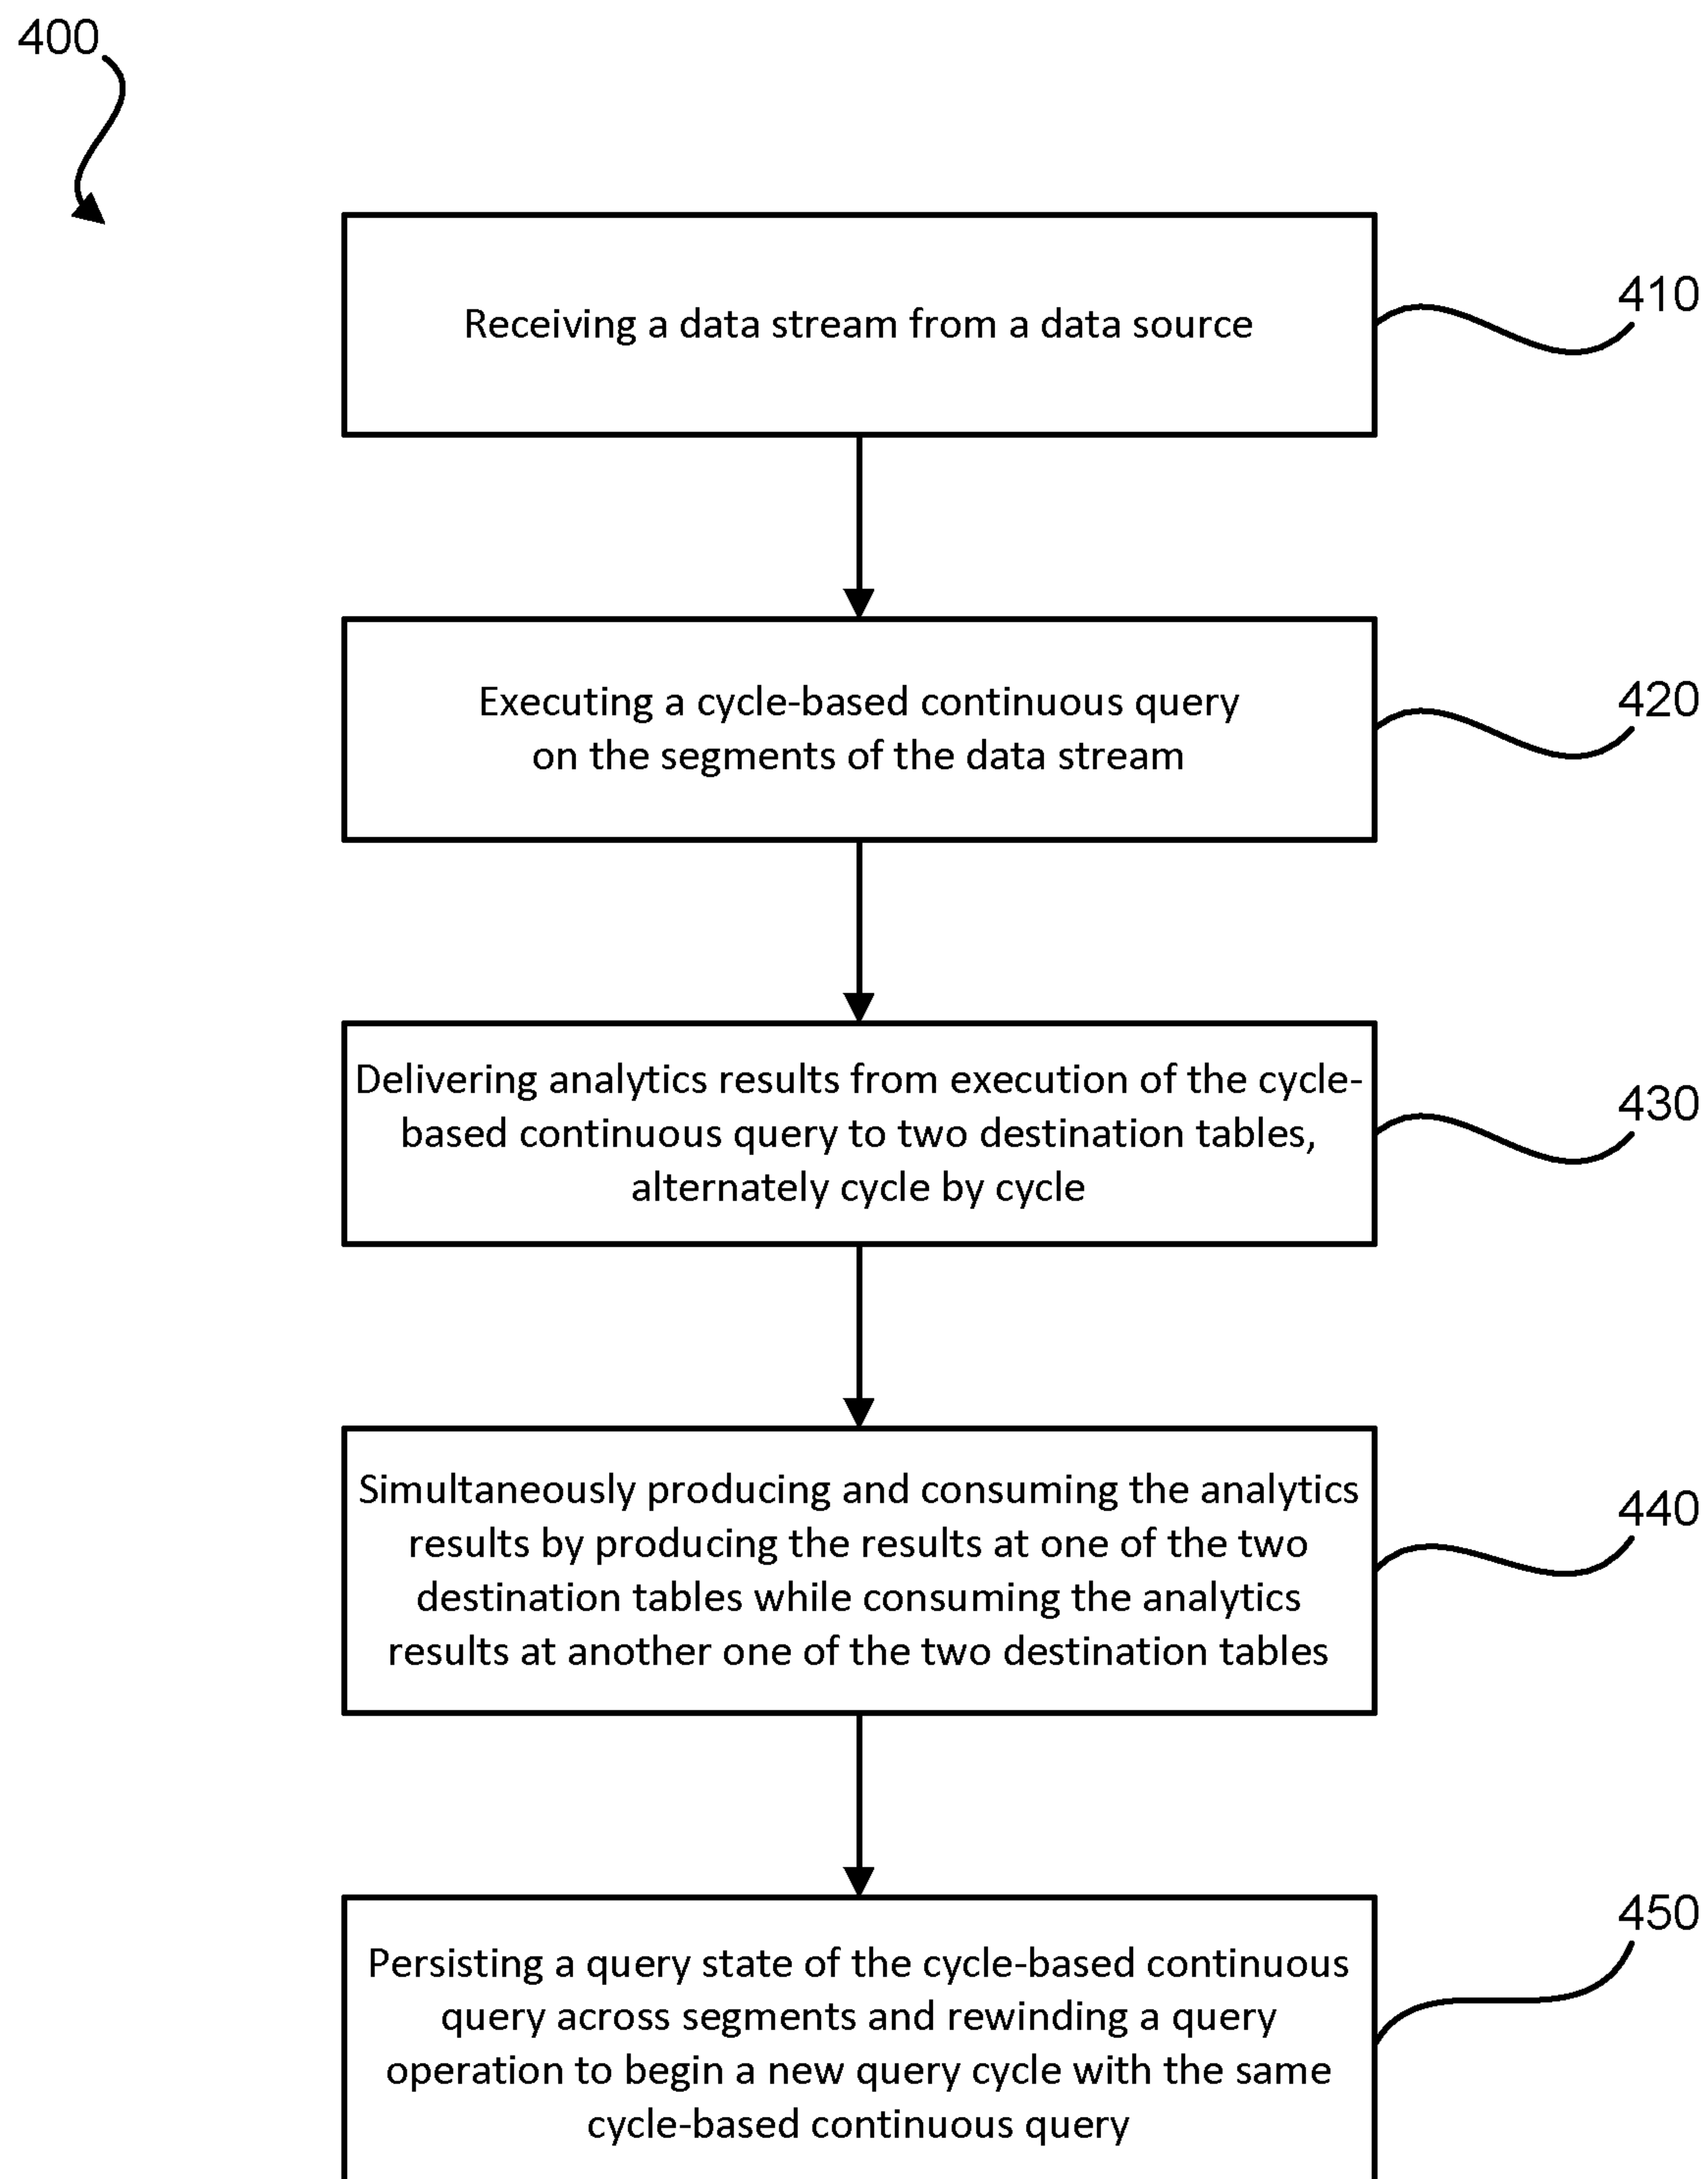 400
Receiving a data stream from a data source
410
Executing a cycle-based continuous query
on the segments of the data stream
420
Delivering analytics results from execution of the cycle-
based continuous query to two destination tables,
alternately cycle by cycle
430
Simultaneously producing and consuming the analytics
results by producing the results at one of the two
destination tables while consuming the analytics
results at another one of the two destination tables
440
Persisting a query state of the cycle-based continuous
query across segments and rewinding a query
operation to begin a new query cycle with the same
cycle-based continuous query
450